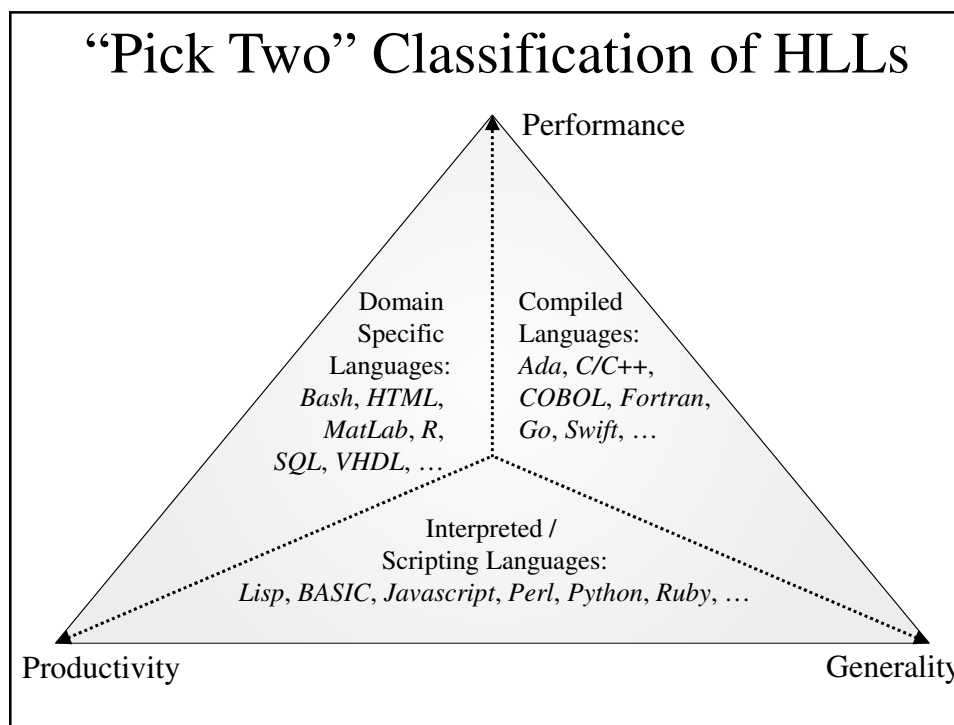 “Pick Two” Classification of HLLs
Performance
Domain
Specific
Languages:
Bash, HTML,
MatLab, R,
SQL, VHDL, …
Compiled
Languages:
Ada, C/C++,
COBOL, Fortran,
Go, Swift, …
Interpreted /
Scripting Languages:
Lisp, BASIC, Javascript, Perl, Python, Ruby, …
Productivity
Generality